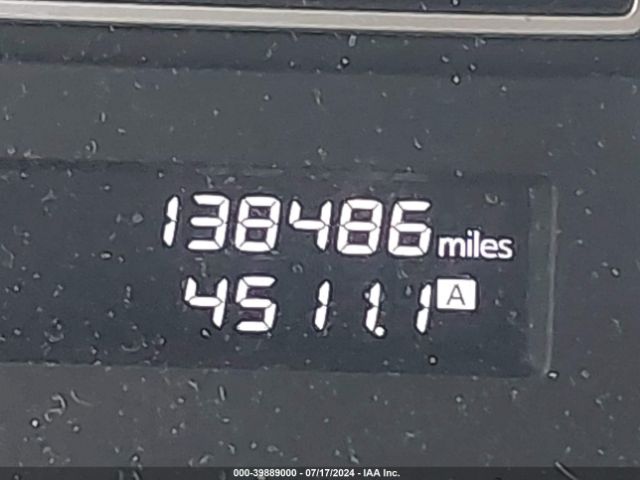 138486 miles
4511.1 A
000-39889000 - 07/17/2024 - IAA Inc.